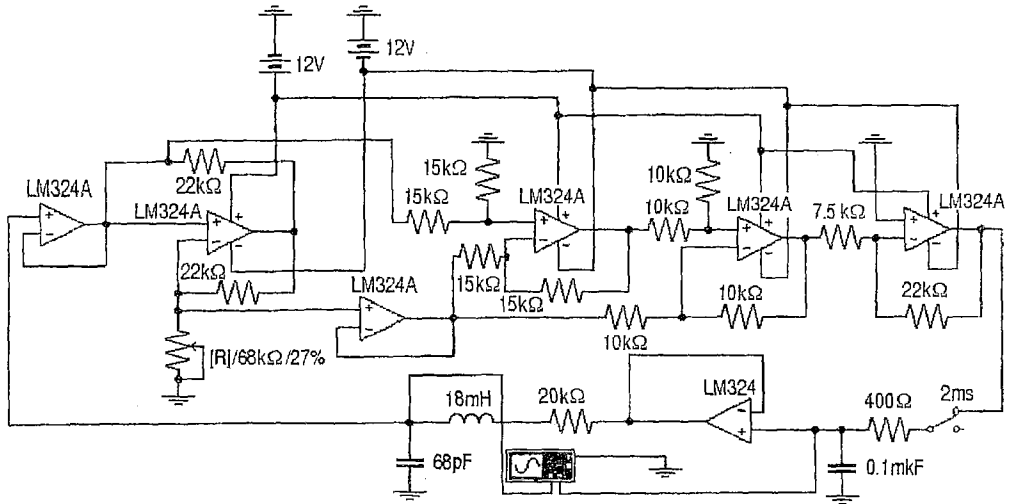 12V
12V
LM324A
22kΩ
LM324A
22kΩ
[R]/68kΩ/27%
LM324A
15kΩ
15kΩ
LM324A
15kΩ
15kΩ
10kΩ
10kΩ
LM324A
10kΩ
10kΩ
7.5 kΩ
LM324A
22kΩ
18mH
20kΩ
LM324
400Ω
2ms
68pF
0.1mkF